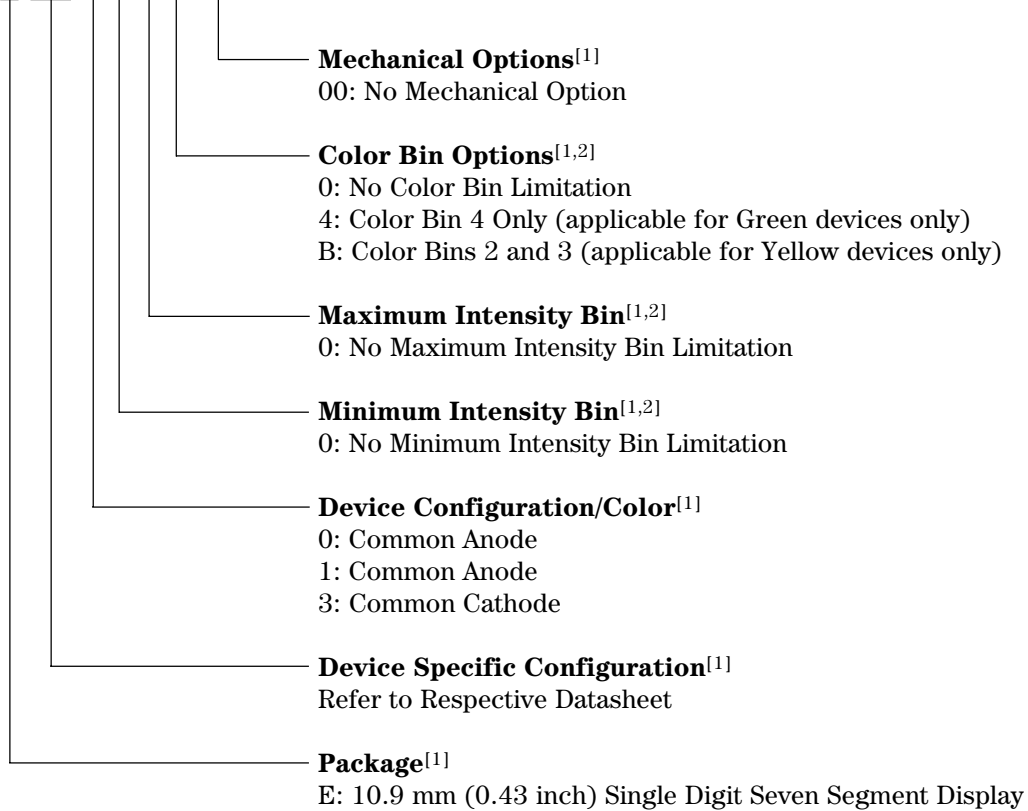 Mechanical Options[1]
00: No Mechanical Option
Color Bin Options[1,2]
0: No Color Bin Limitation
4: Color Bin 4 Only (applicable for Green devices only)
B: Color Bins 2 and 3 (applicable for Yellow devices only)
Maximum Intensity Bin[1,2]
0: No Maximum Intensity Bin Limitation
Minimum Intensity Bin[1,2]
0: No Minimum Intensity Bin Limitation
Device Configuration/Color[1]
0: Common Anode
1: Common Anode
3: Common Cathode
Device Specific Configuration[1]
Refer to Respective Datasheet
Package[1]
E: 10.9 mm (0.43 inch) Single Digit Seven Segment Display